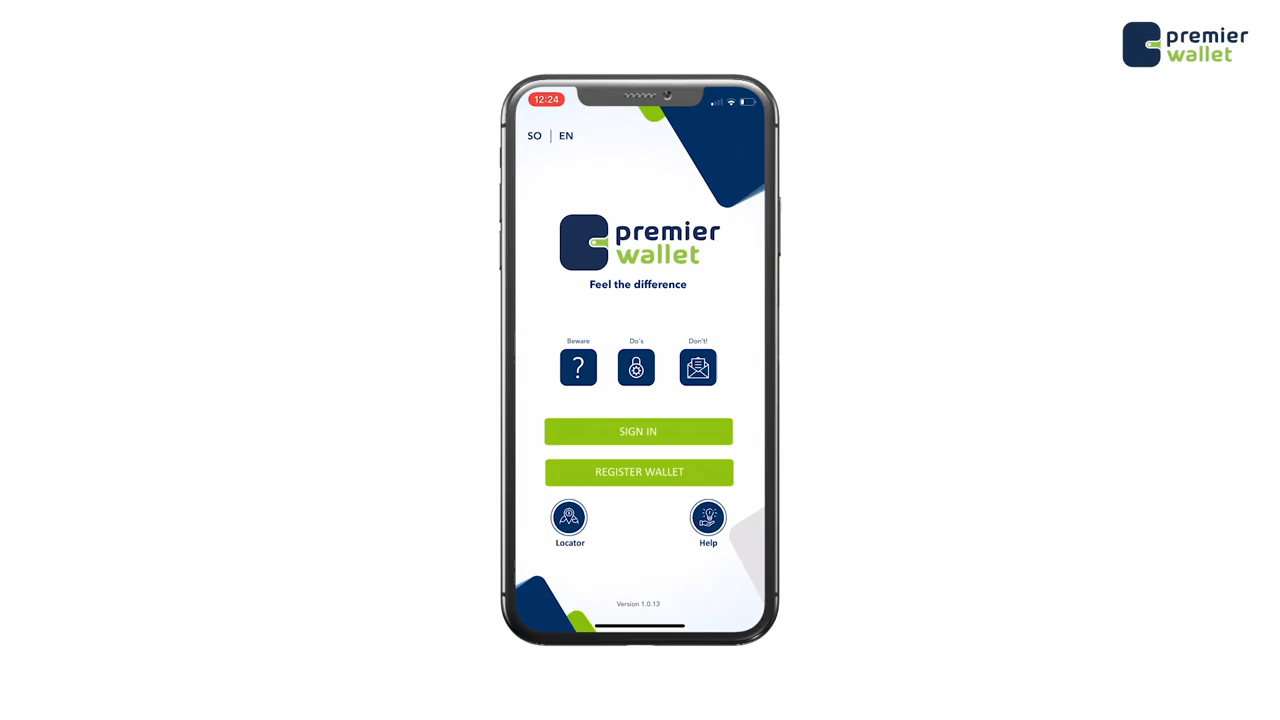 premier
wallet
12:24
SO | EN
premier
wallet
Feel the difference
Beware
Do's
Don't!
?
SIGN IN
REGISTER WALLET
Locator
Help
Version 1.0.13